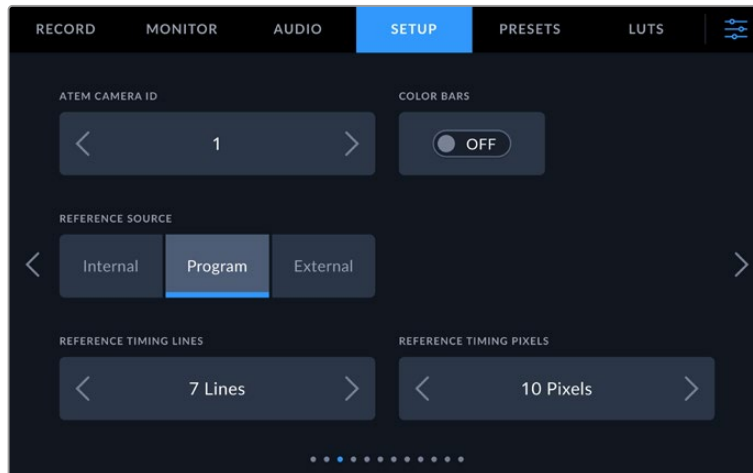 RECORD MONITOR AUDIO SETUP PRESETS LUTS
ATEM CAMERA ID COLOR BARS
1 OFF
REFERENCE SOURCE
Internal Program External
REFERENCE TIMING LINES REFERENCE TIMING PIXELS
7 Lines 10 Pixels